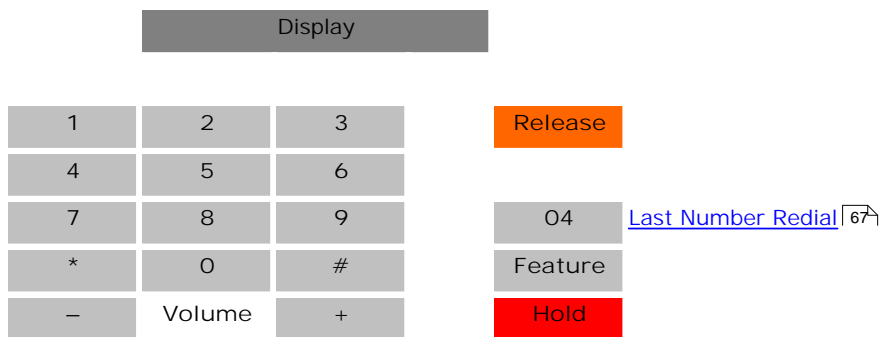 Display
1 2 3 Release
4 5 6
7 8 9 04 Last Number Redial 67
* 0 # Feature
– Volume + Hold